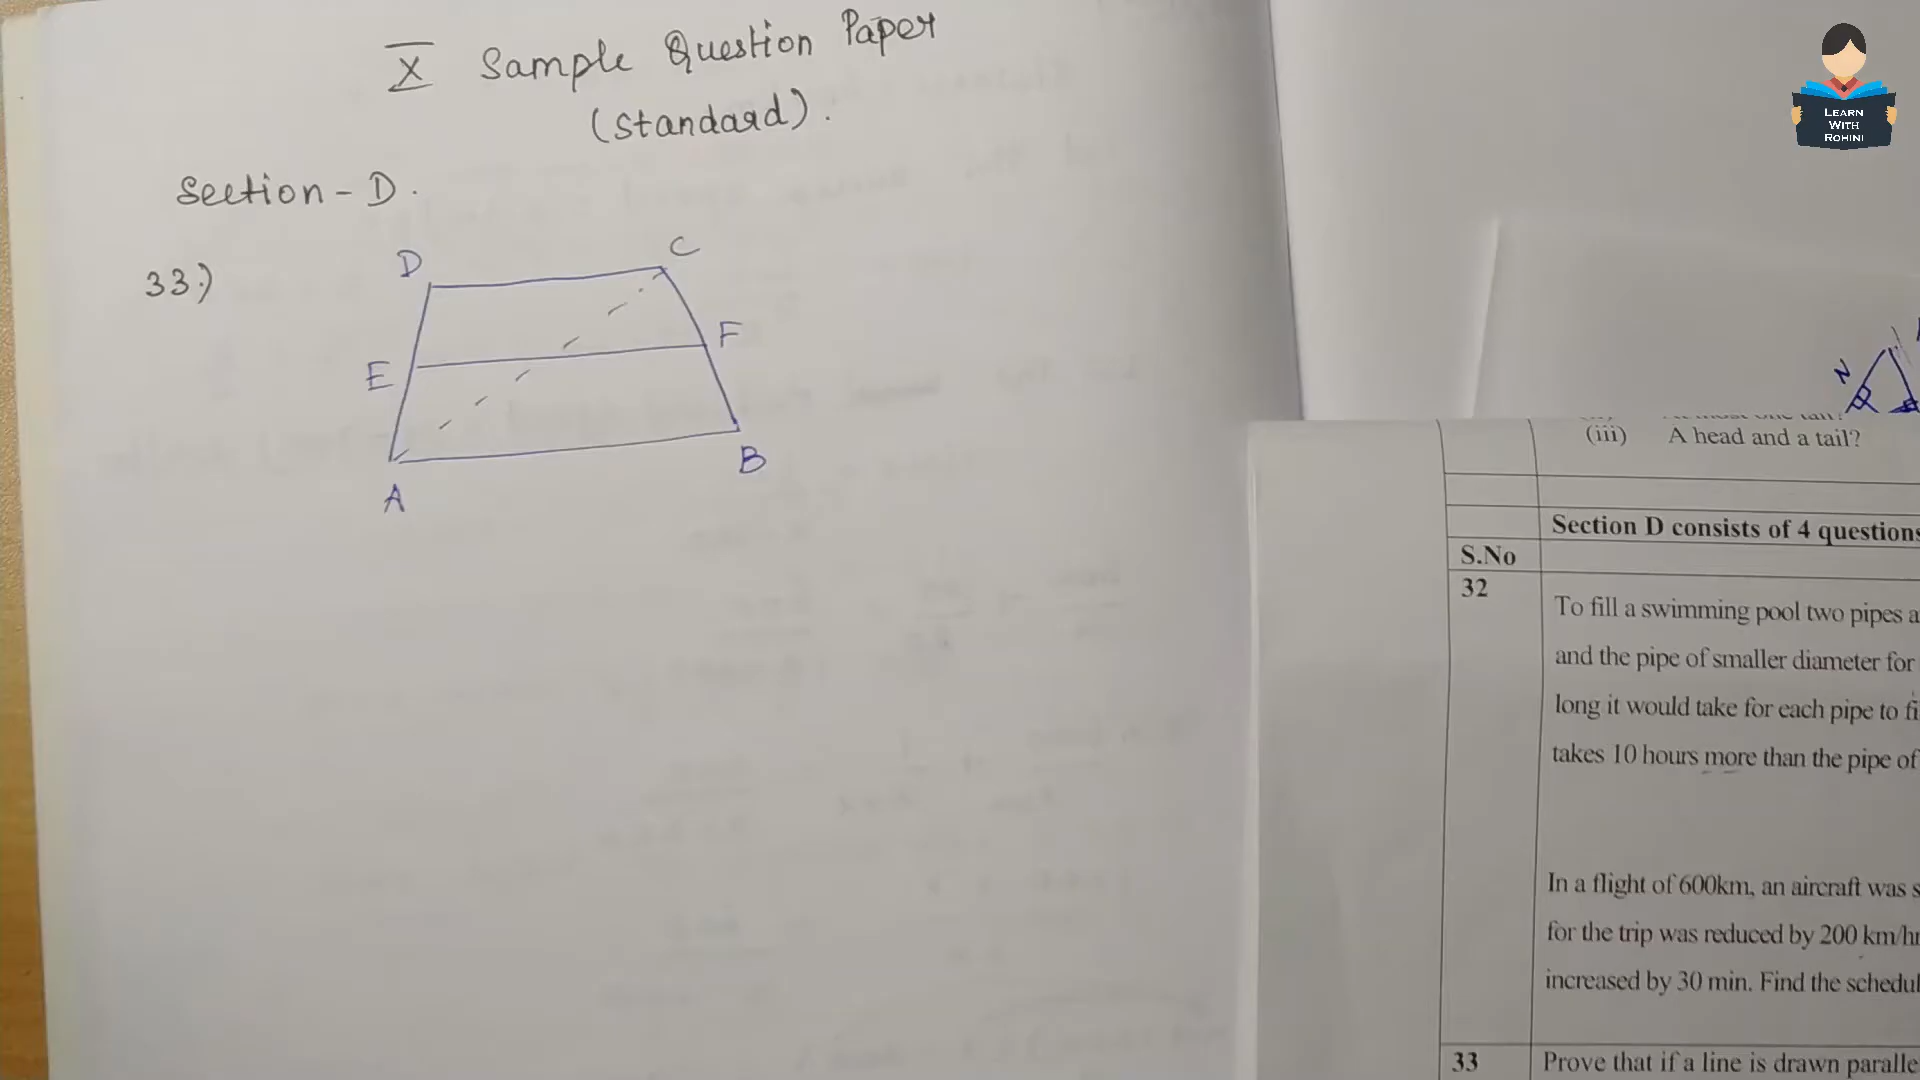 X Sample Question Paper
(Standard).
Section - D.
33.)
D C
E F
A B
LEARN
WITH
ROHINI
N
(iii) A head and a tail?
Section D consists of 4 questions
S.No
32
To fill a swimming pool two pipes a
and the pipe of smaller diameter for
long it would take for each pipe to fi
takes 10 hours more than the pipe of
In a flight of 600km, an aircraft was s
for the trip was reduced by 200 km/hr
increased by 30 min. Find the schedul
33 Prove that if a line is drawn paralle